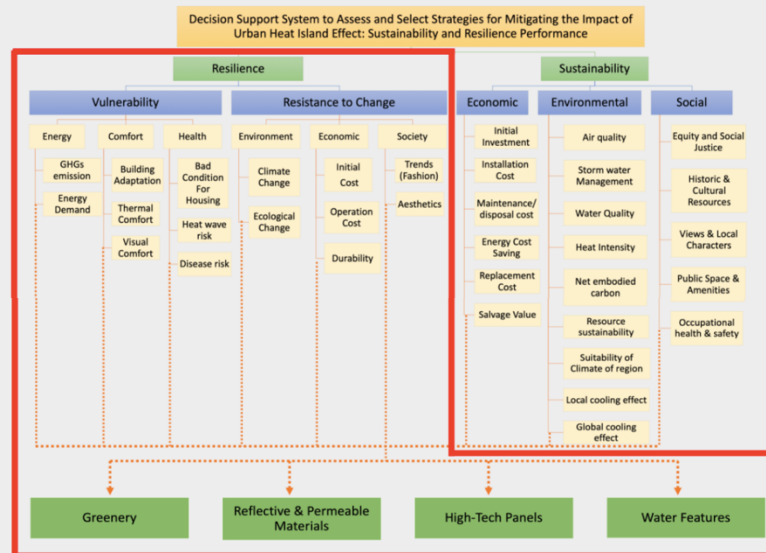 Decision Support System to Assess and Select Strategies for Mitigating the Impact of
Urban Heat Island Effect: Sustainability and Resilience Performance
Resilience
Sustainability
Vulnerability
Resistance to Change
Economic
Environmental
Social
Energy
GHGs
emission
Energy
Demand
Comfort
Building
Adaptation
Thermal
Comfort
Visual
Comfort
Health
Bad
Condition
For
Housing
Heat wave
risk
Disease risk
Environment
Climate
Change
Ecological
Change
Economic
Initial
Cost
Operation
Cost
Durability
Society
Trends
(Fashion)
Aesthetics
Initial
Investment
Installation
Cost
Maintenance/
disposal cost
Energy Cost
Saving
Replacement
Cost
Salvage Value
Air quality
Storm water
Management
Water Quality
Heat Intensity
Net embodied
carbon
Resource
sustainability
Suitability of
Climate of region
Local cooling effect
Global cooling
effect
Equity and Social
Justice
Historic &
Cultural
Resources
Views & Local
Characters
Public Space &
Amenities
Occupational
health & safety
Greenery
Reflective & Permeable
Materials
High-Tech Panels
Water Features